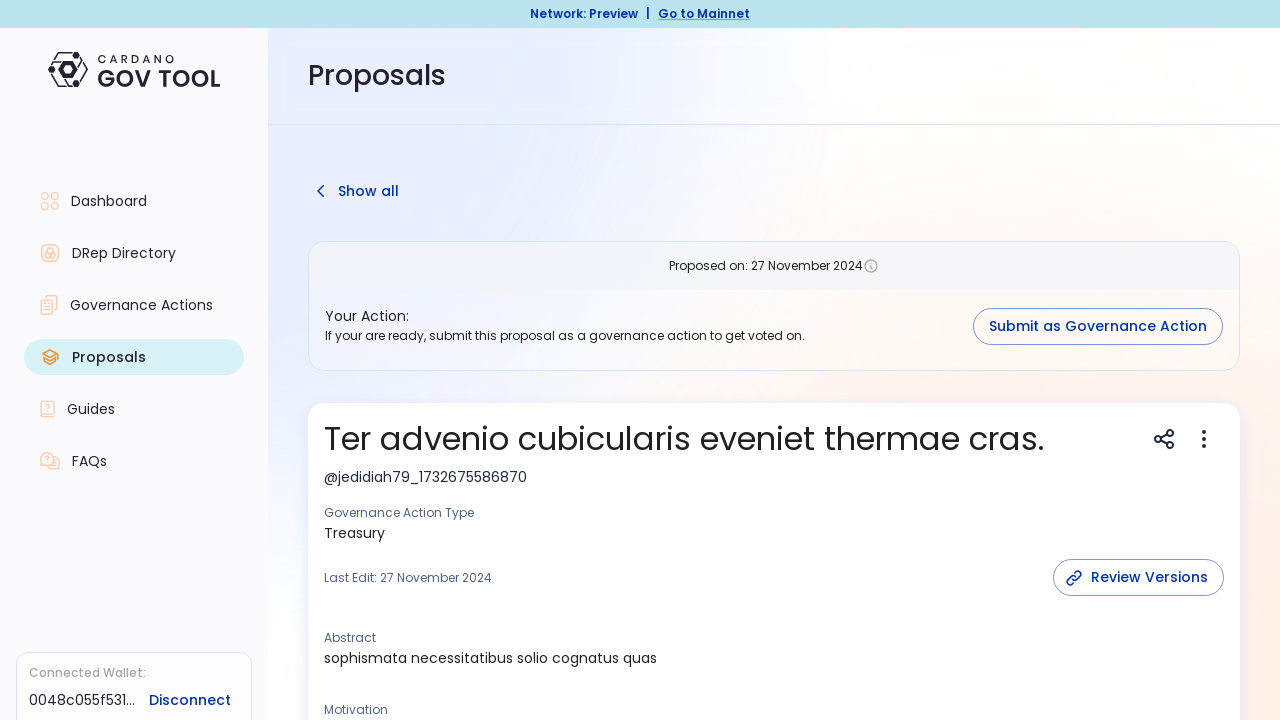 Network: Preview | Go to Mainnet
CARDANO
GOV TOOL
Proposals
Show all
Dashboard
DRep Directory
Governance Actions
Proposals
Guides
FAQs
Proposed on: 27 November 2024
Your Action:
If your are ready, submit this proposal as a governance action to get voted on.
Submit as Governance Action
Ter advenio cubicularis eveniet thermae cras.
@jedidiah79_1732675586870
Governance Action Type
Treasury
Last Edit: 27 November 2024
Review Versions
Abstract
sophismata necessitatibus solio cognatus quas
Motivation
Connected Wallet:
0048c055f531...
Disconnect